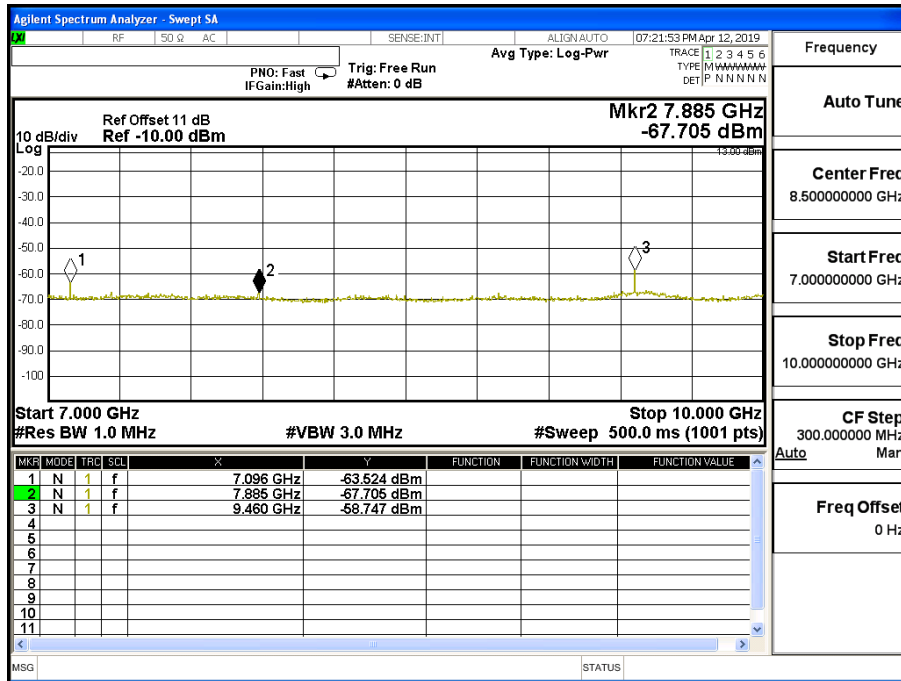 Agilent Spectrum Analyzer - Swept SA
LXI RF 50 Ω AC SENSE:INT ALIGN AUTO 07:21:53 PM Apr 12, 2019
PNO: Fast
IFGain:High
Trig: Free Run
#Atten: 0 dB
Avg Type: Log-Pwr
TRACE 1 2 3 4 5 6
TYPE M WWWWW
DET P N N N N N
Mkr2 7.885 GHz
-67.705 dBm
Ref Offset 11 dB
10 dB/div Ref -10.00 dBm
Log
-13.00 dBm
-20.0
-30.0
-40.0
-50.0
-60.0
-70.0
-80.0
-90.0
-100
1
2
3
Start 7.000 GHz Stop 10.000 GHz
#Res BW 1.0 MHz #VBW 3.0 MHz #Sweep 500.0 ms (1001 pts)
MKR MODE TRC SCL X Y FUNCTION FUNCTION WIDTH FUNCTION VALUE
1 N 1 f 7.096 GHz -63.524 dBm
2 N 1 f 7.885 GHz -67.705 dBm
3 N 1 f 9.460 GHz -58.747 dBm
4
5
6
7
8
9
10
11
MSG STATUS
Frequency
Auto Tune
Center Freq
8.500000000 GHz
Start Freq
7.000000000 GHz
Stop Freq
10.000000000 GHz
CF Step
300.000000 MHz
Auto Man
Freq Offset
0 Hz